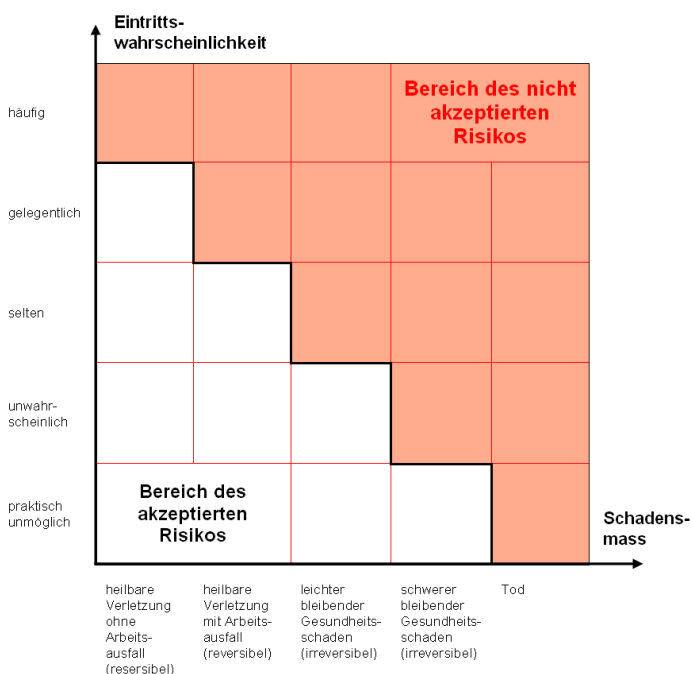 Eintritts-
wahrscheinlichkeit
Bereich des nicht
akzeptierten
Risikos
häufig
gelegentlich
selten
unwahr-
scheinlich
praktisch
unmöglich
Bereich des
akzeptierten
Risikos
Schadens-
mass
heilbare
Verletzung
ohne
Arbeits-
ausfall
(resersibel)
heilbare
Verletzung
mit Arbeits-
ausfall
(reversibel)
leichter
bleibender
Gesundheits-
schaden
(irreversibel)
schwerer
bleibender
Gesundheits-
schaden
(irreversibel)
Tod